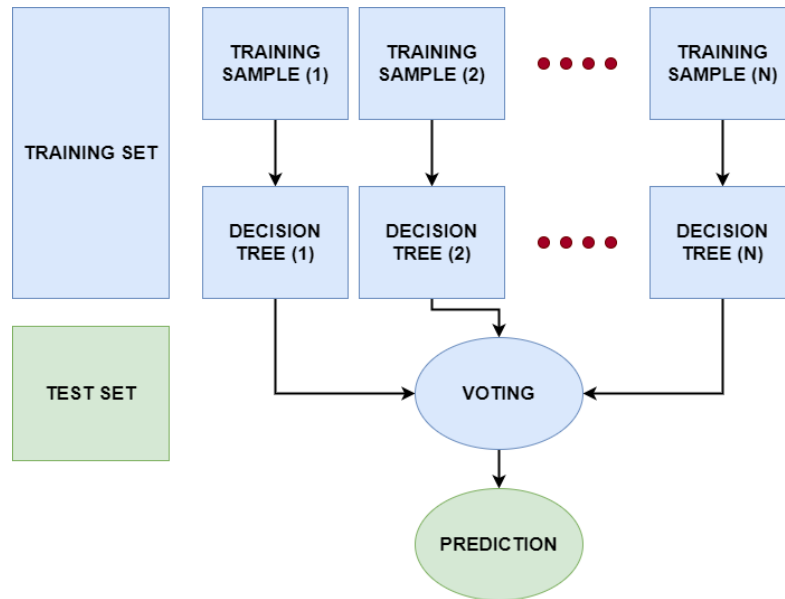 TRAINING SET
TRAINING
SAMPLE (1)
TRAINING
SAMPLE (2)
TRAINING
SAMPLE (N)
DECISION
TREE (1)
DECISION
TREE (2)
DECISION
TREE (N)
TEST SET
VOTING
PREDICTION